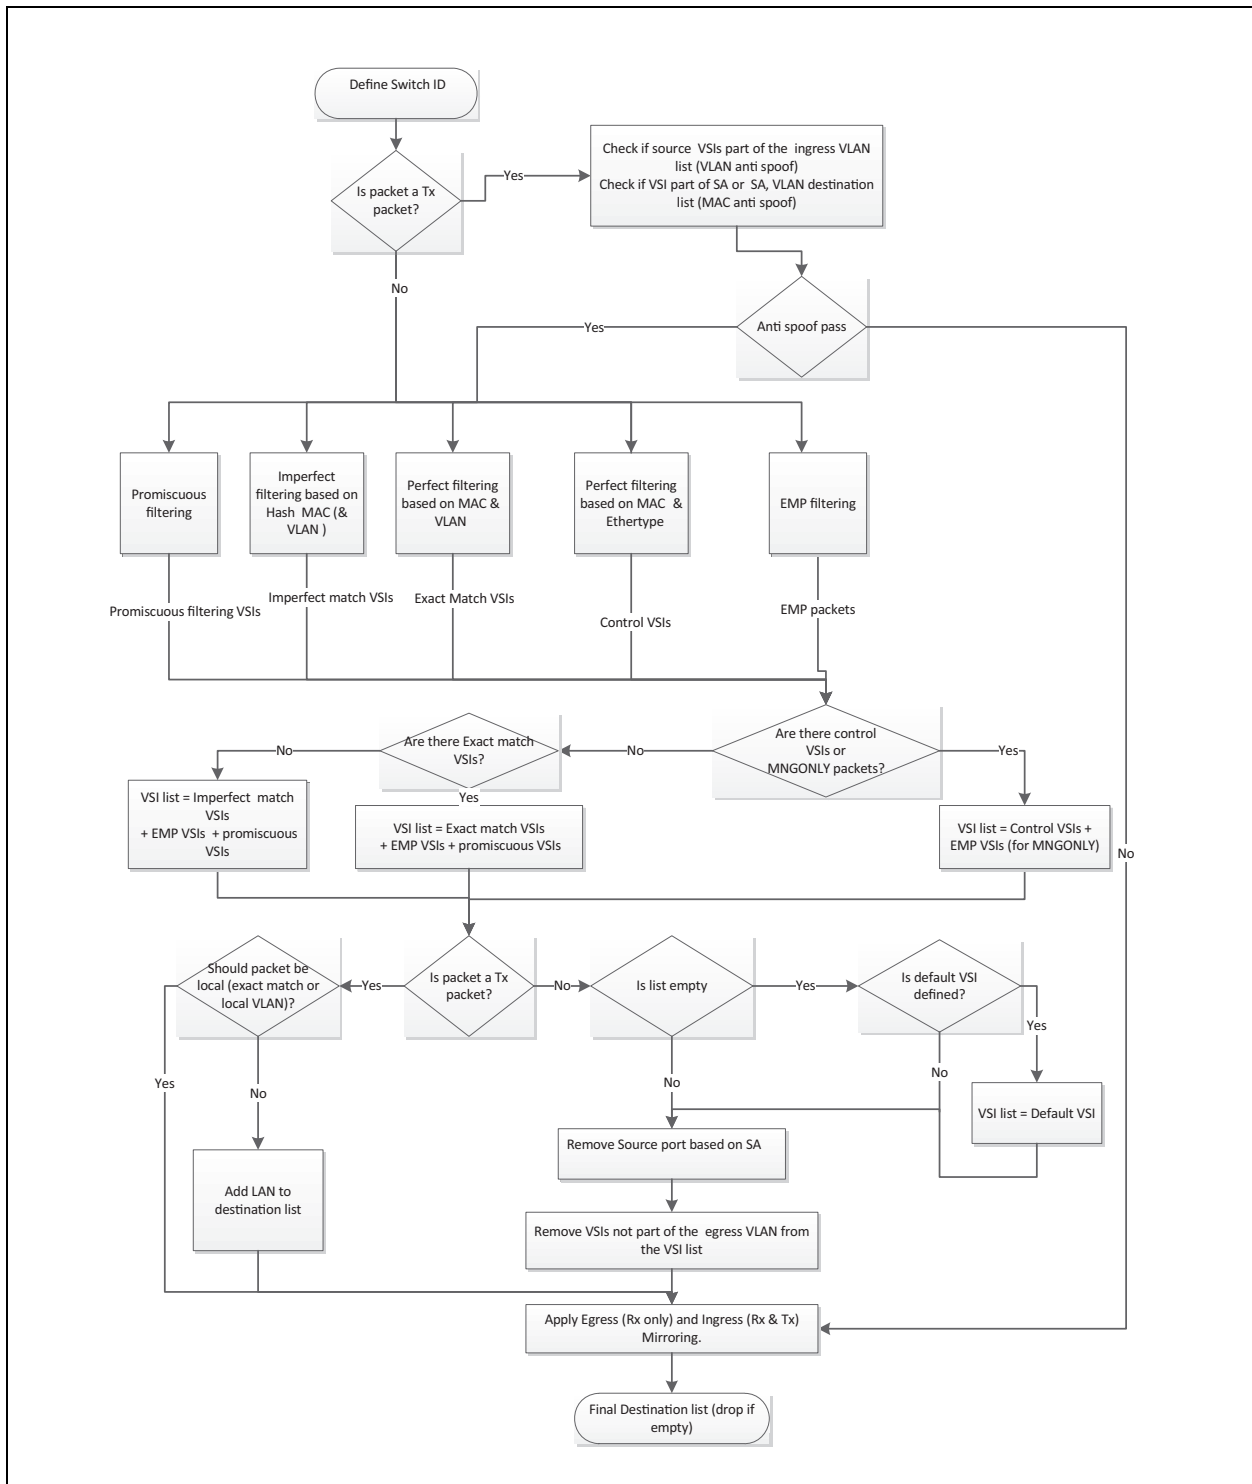 Define Switch ID
Is packet a Tx
packet?
Yes
Check if source  VSIs part of the  ingress VLAN
list (VLAN anti spoof)
Check if VSI part of SA or  SA, VLAN destination
list (MAC anti spoof)
No
Yes
Anti spoof pass
Promiscuous
filtering
Imperfect
filtering based on
Hash  MAC (&
VLAN )
Perfect filtering
based on MAC &
VLAN
Perfect filtering
based on MAC  &
Ethertype
EMP filtering
Promiscuous filtering VSIs
Imperfect match VSIs
Exact Match VSIs
Control VSIs
EMP packets
No
Are there Exact match
VSIs?
No
Are there control
VSIs or
MNGONLY packets?
Yes
Yes
VSI list = Imperfect  match
VSIs
+ EMP VSIs  + promiscuous
VSIs
VSI list = Exact match VSIs
+ EMP VSIs + promiscuous VSIs
VSI list = Control VSIs +
EMP VSIs (for MNGONLY)
No
Should packet be
local (exact match or
local VLAN)?
Yes
Is packet a Tx
packet?
No
Is list empty
Yes
Is default VSI
defined?
Yes
Yes
No
No
No
VSI list = Default VSI
Remove Source port based on SA
Add LAN to
destination list
Remove VSIs not part of the  egress VLAN from
the VSI list
Apply Egress (Rx only) and Ingress (Rx & Tx)
Mirroring.
Final Destination list (drop if
empty)